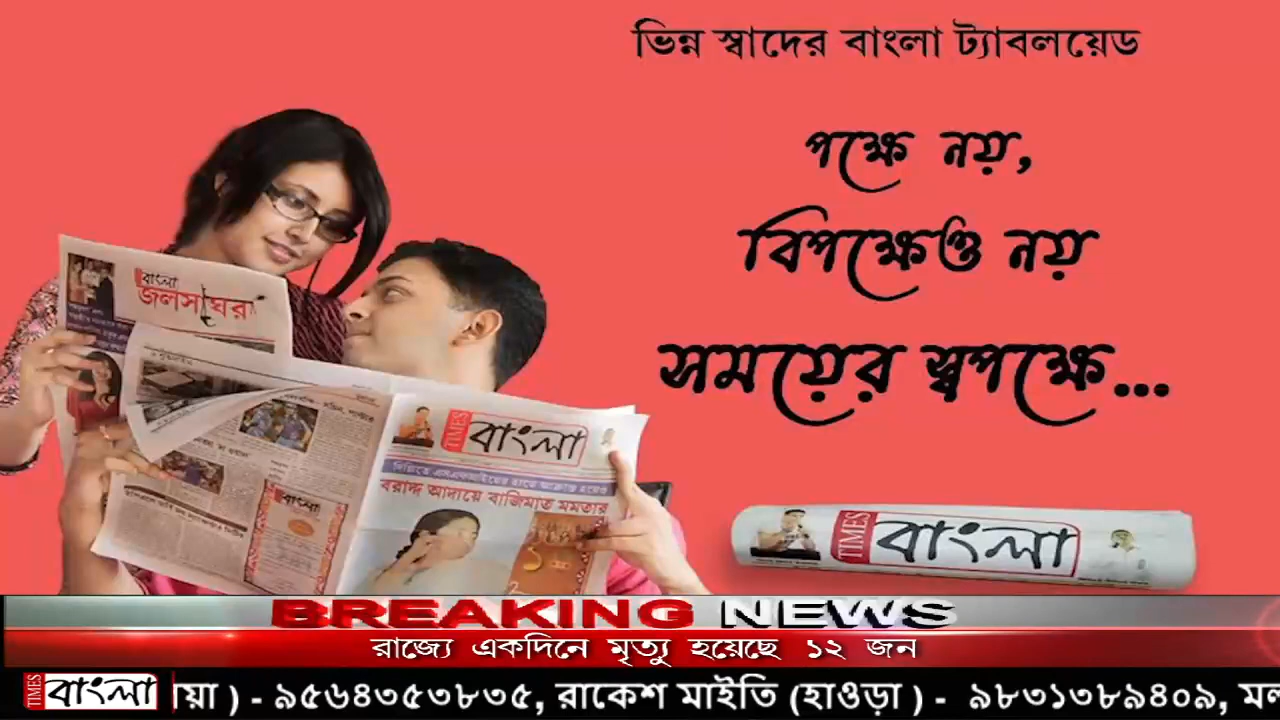 ভিন্ন স্বাদের বাংলা ট্যাবলয়েড
পক্ষে নয়,
বিপক্ষেও নয়
সময়ের স্বপক্ষে...
বাংলা
জলসাঘর
TIMES বাংলা
বরাদ্দ আদায়ে বাজিমাত মমতার
বাংলা
TIMES বাংলা
BREAKING NEWS
রাজ্যে একদিনে মৃত্যু হয়েছে ১২ জন
TIMES বাংলা য়া ) - ৯৫৬৪৩৫৩৮৩৫, রাকেশ মাইতি (হাওড়া ) - ৯৮৩১৩৮৯৪০৯, মল